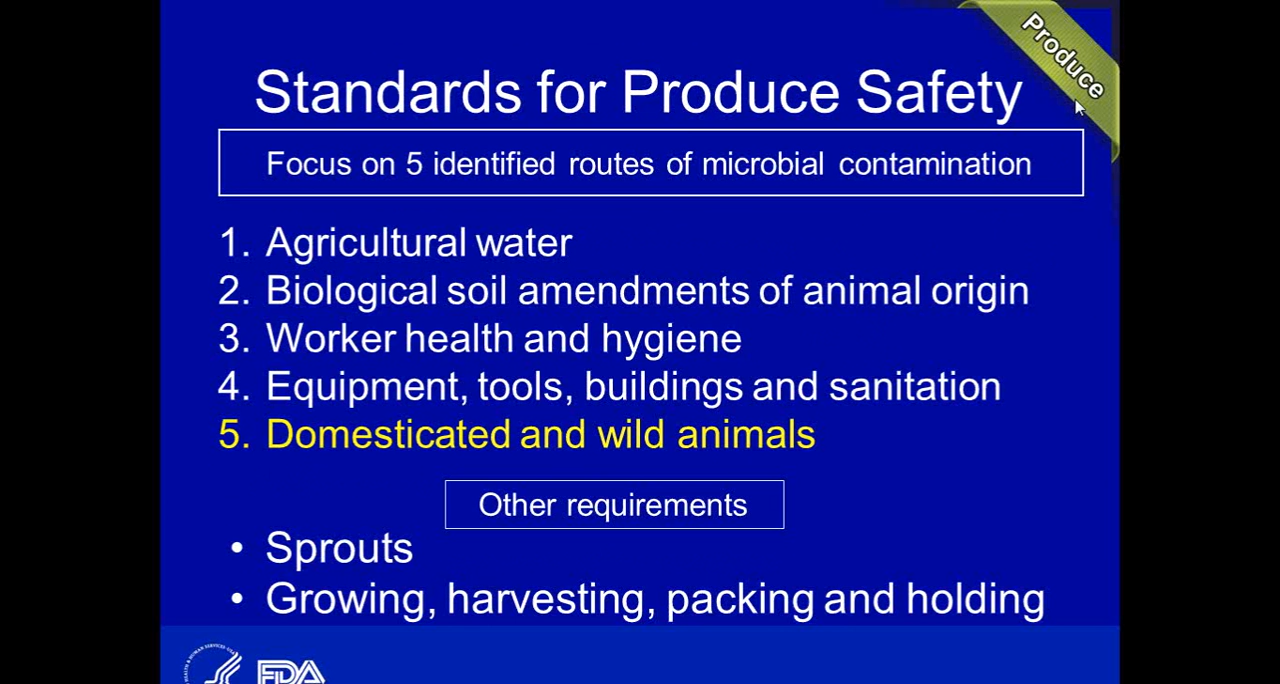 Produce
Standards for Produce Safety
Focus on 5 identified routes of microbial contamination
1. Agricultural water
2. Biological soil amendments of animal origin
3. Worker health and hygiene
4. Equipment, tools, buildings and sanitation
5. Domesticated and wild animals
Other requirements
• Sprouts
• Growing, harvesting, packing and holding
FDA